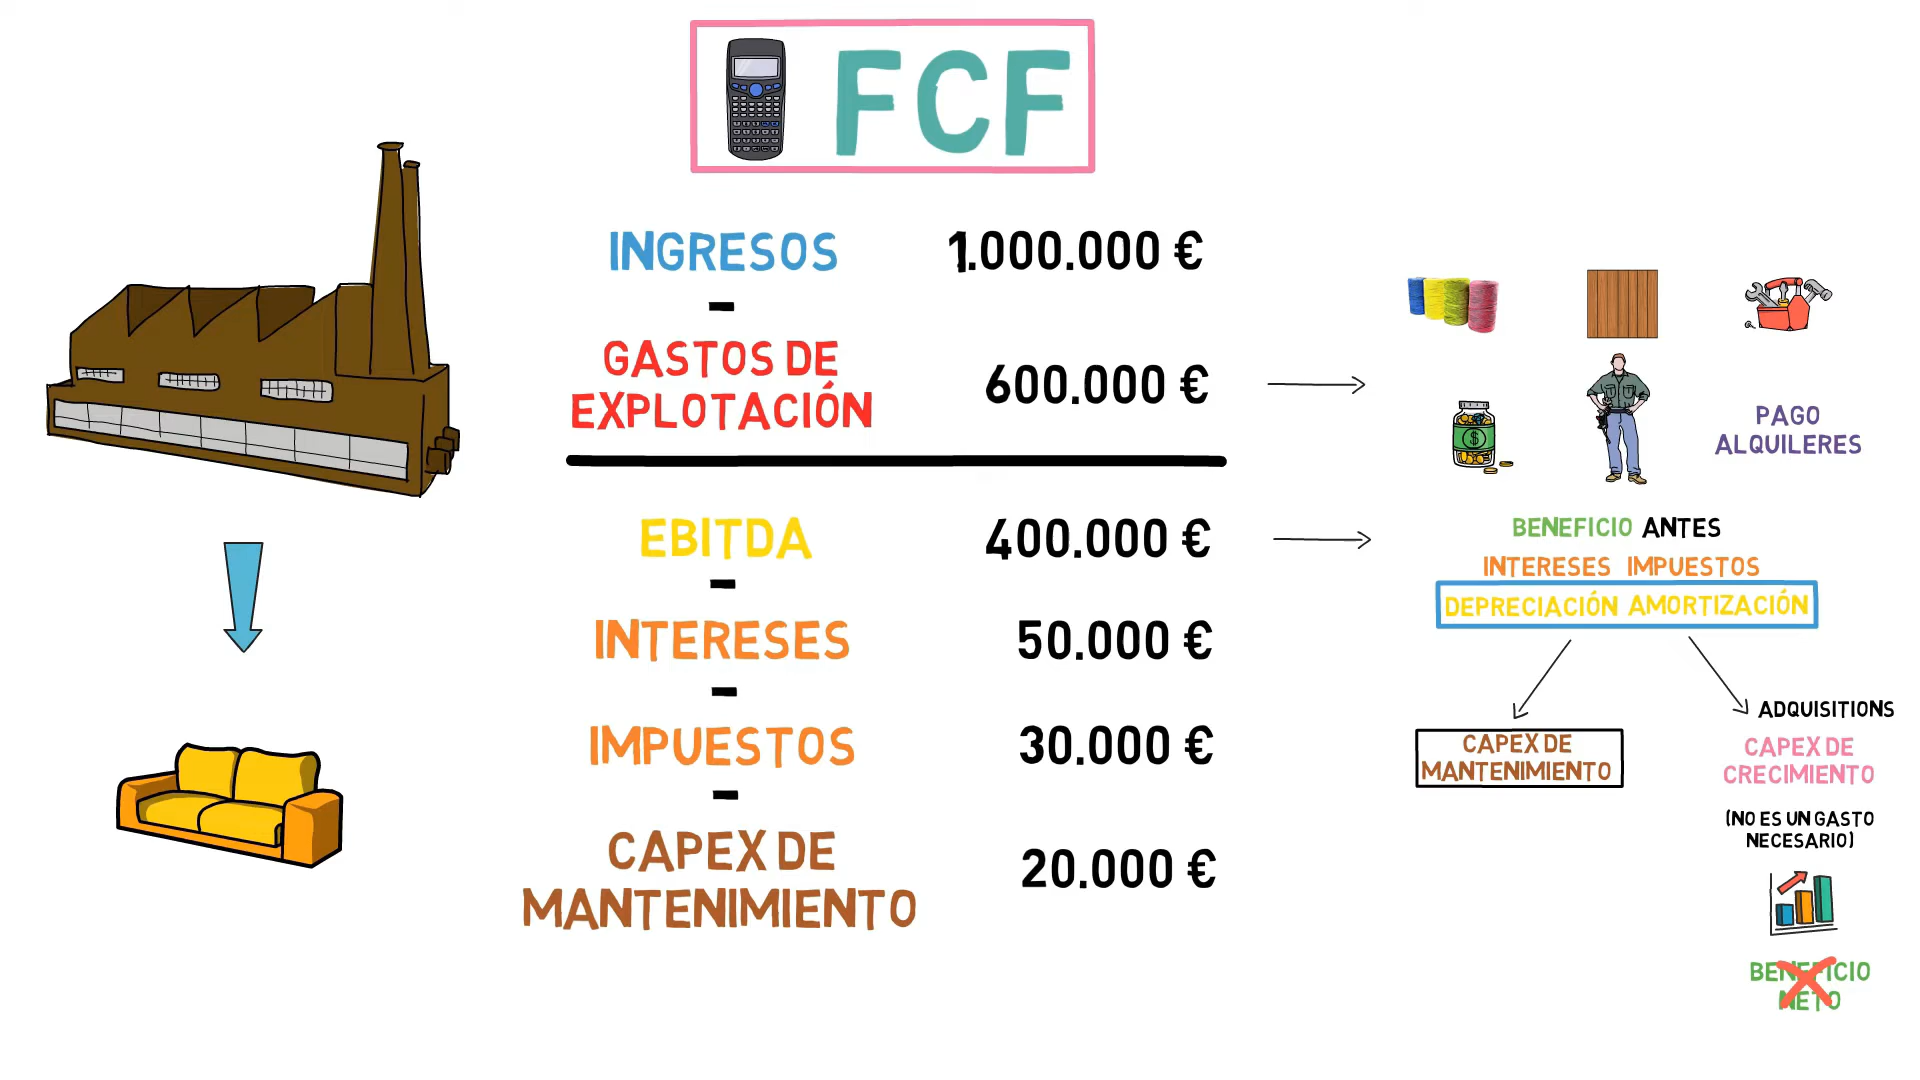 FCF
INGRESOS 1.000.000 €
-
GASTOS DE
EXPLOTACIÓN 600.000 €
PAGO
ALQUILERES
EBITDA 400.000 €
-
BENEFICIO ANTES
INTERESES IMPUESTOS
DEPRECIACIÓN AMORTIZACIÓN
INTERESES 50.000 €
-
IMPUESTOS 30.000 €
-
CAPEX DE
MANTENIMIENTO 20.000 €
CAPEX DE
MANTENIMIENTO
ADQUISITIONS
CAPEX DE
CRECIMIENTO
(NO ES UN GASTO
NECESARIO)
BENEFICIO
NETO